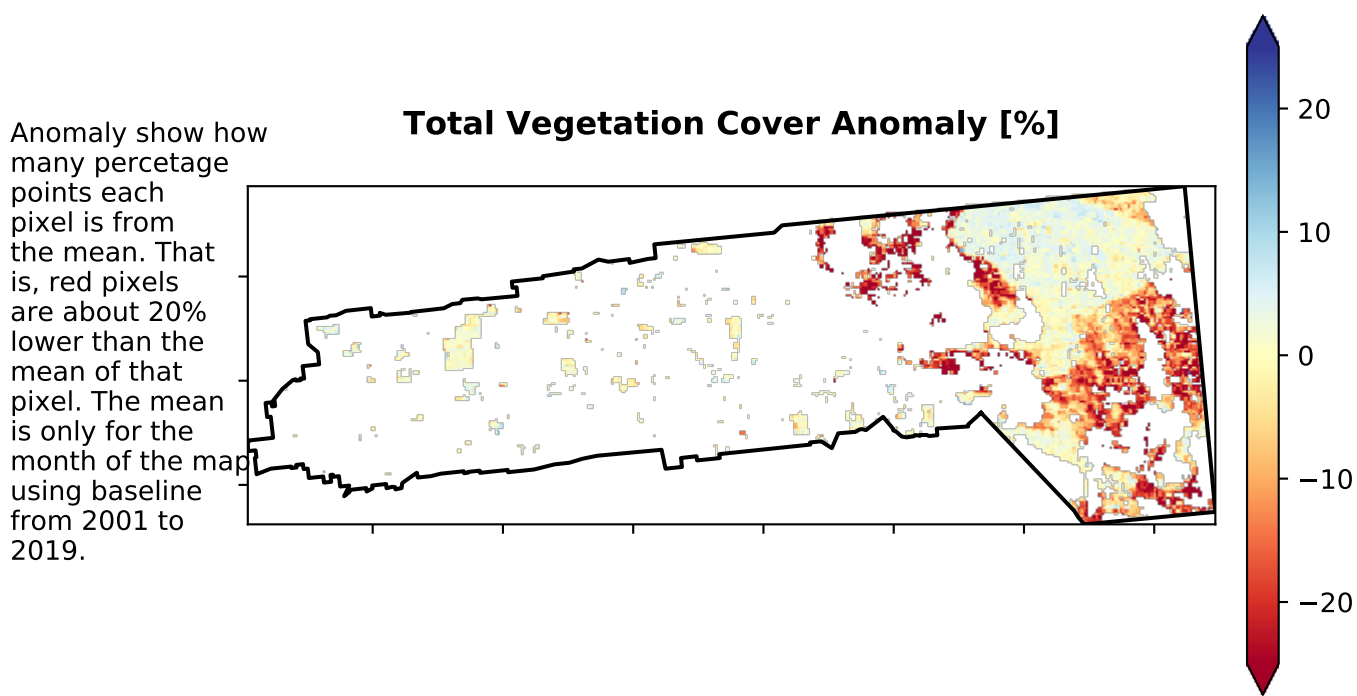 Total Vegetation Cover Anomaly [%]
Anomaly show how
many percetage
points each
pixel is from
the mean. That
is, red pixels
are about 20%
lower than the
mean of that
pixel. The mean
is only for the
month of the map
using baseline
from 2001 to
2019.
20
10
0
−10
−20